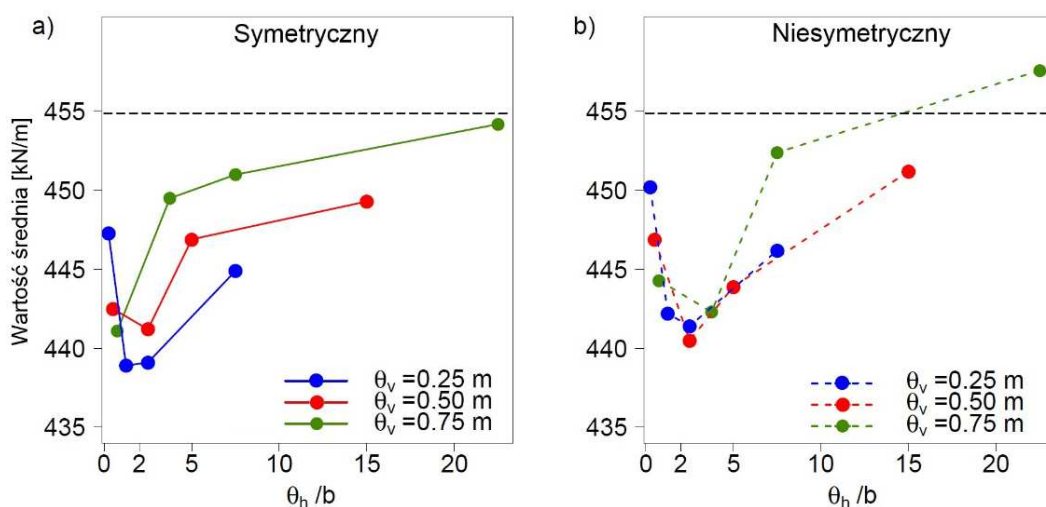 a)
Symetryczny
Wartość średnia [kN/m]
455
450
445
440
435
θv =0.25 m
θv =0.50 m
θv =0.75 m
0 2 5 10 15 20
θh /b
b)
Niesymetryczny
455
450
445
440
435
θv =0.25 m
θv =0.50 m
θv =0.75 m
0 2 5 10 15 20
θh /b